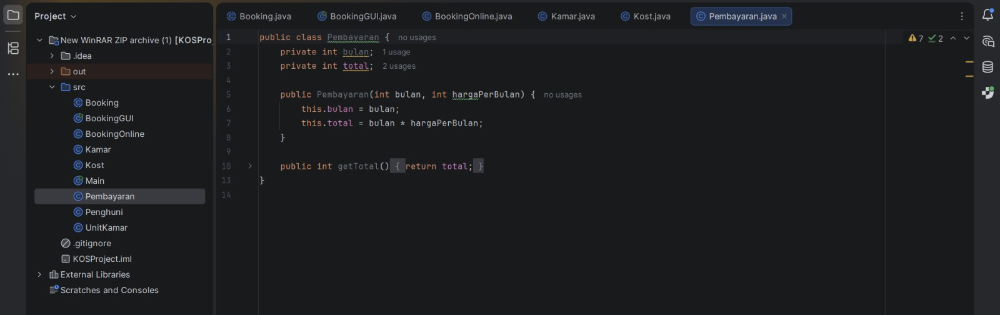 Project
New WinRAR ZIP archive (1) [KOSPro
.idea
out
src
Booking
BookingGUI
BookingOnline
Kamar
Kost
Main
Pembayaran
Penghuni
UnitKamar
.gitignore
KOSProject.iml
External Libraries
Scratches and Consoles
Booking.java BookingGUI.java BookingOnline.java Kamar.java Kost.java Pembayaran.java
7 2
1 public class Pembayaran { no usages
2 private int bulan; 1 usage
3 private int total; 2 usages
4
5 public Pembayaran(int bulan, int hargaPerBulan) { no usages
6 this.bulan = bulan;
7 this.total = bulan * hargaPerBulan;
8 }
9
10 public int getTotal() { return total; }
13 }
14